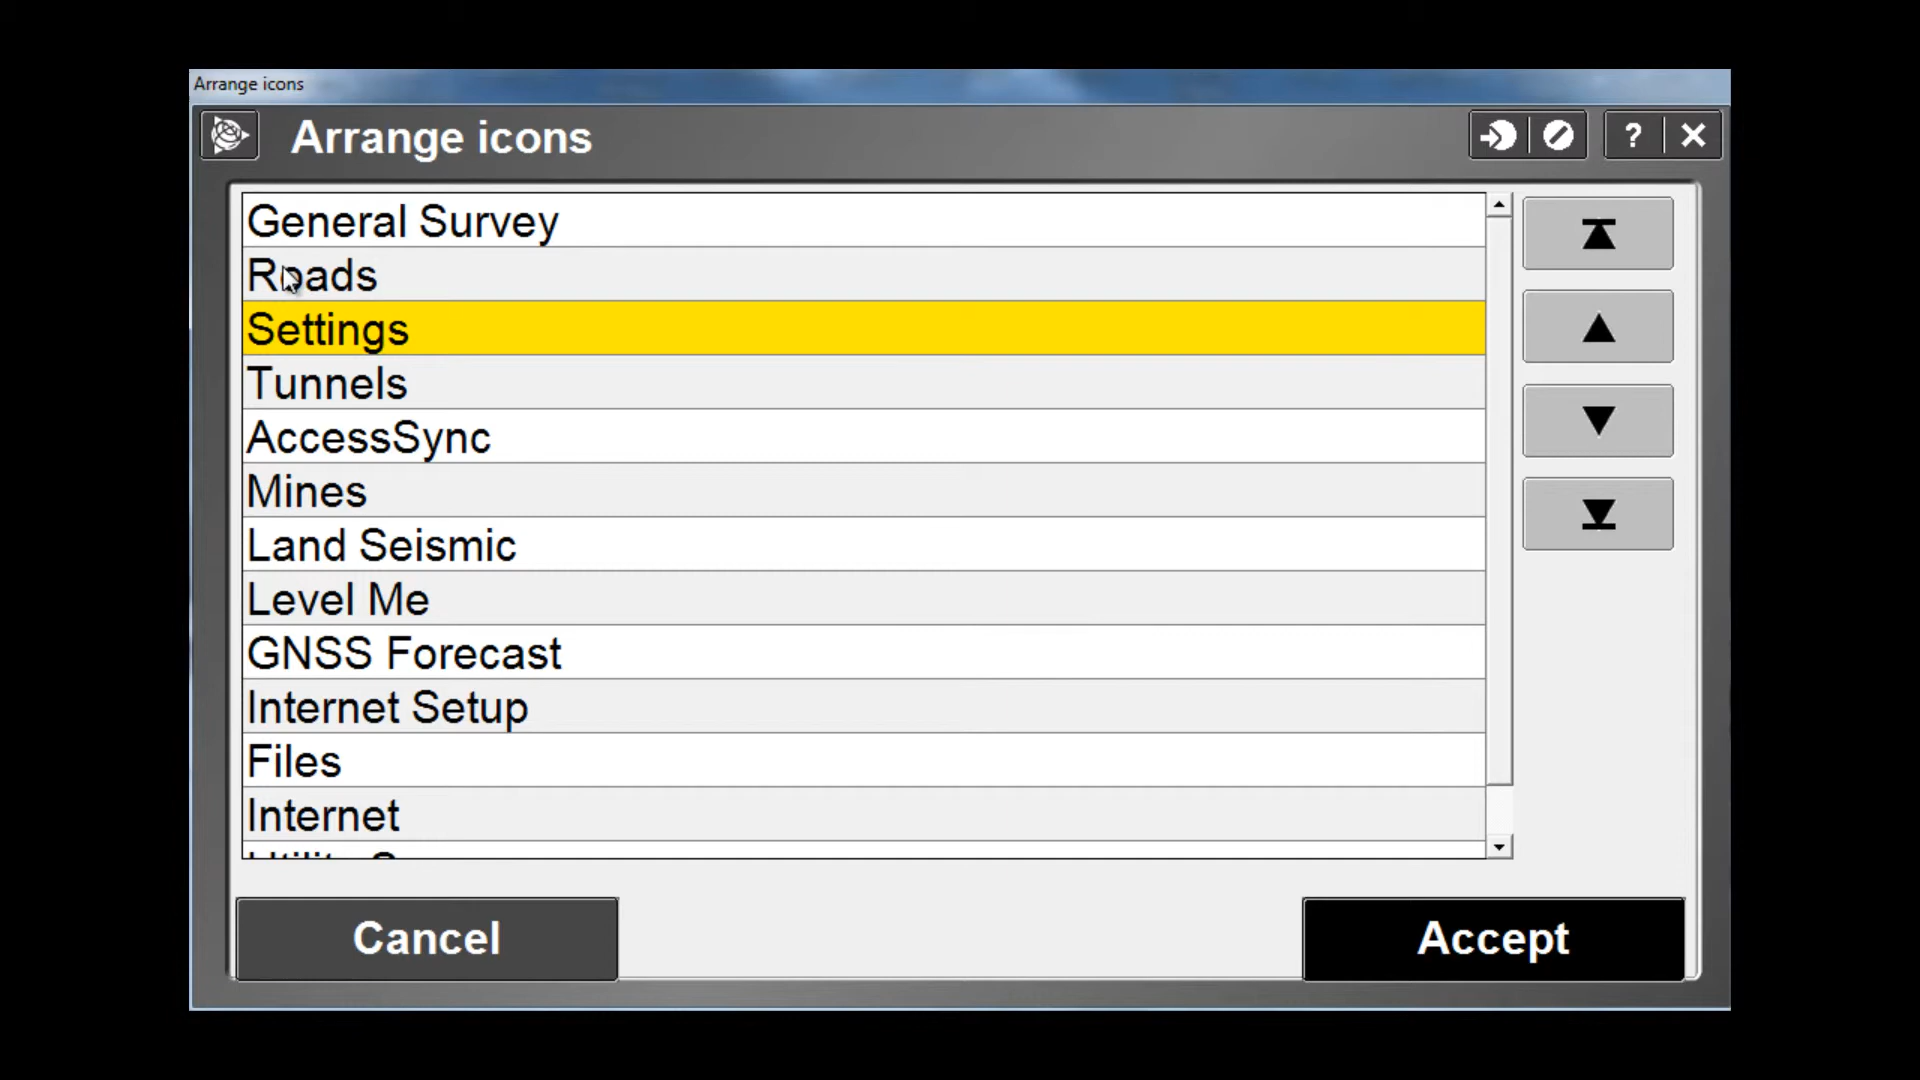 Arrange icons
Arrange icons
?
General Survey
Roads
Settings
Tunnels
AccessSync
Mines
Land Seismic
Level Me
GNSS Forecast
Internet Setup
Files
Internet
Cancel
Accept